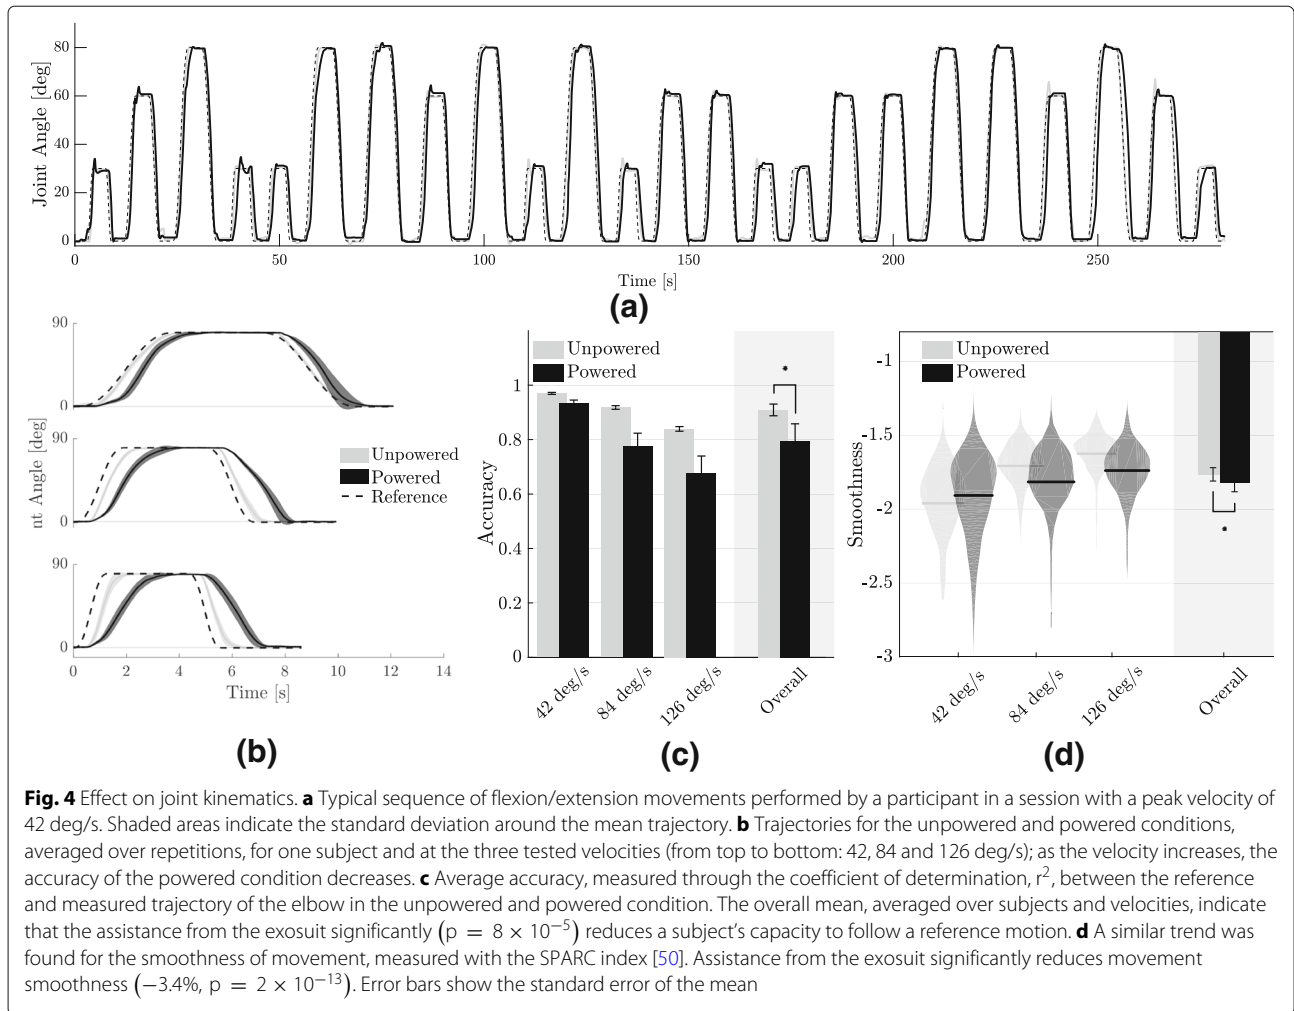 80
60
40
20
0
Joint Angle [deg]
0
50
100
150
200
250
Time [s]
(a)
90
0
90
0
90
0
nt Angle [deg]
Unpowered
Powered
Reference
0
2
4
6
8
10
12
14
Time [s]
(b)
Unpowered
Powered
*
1
0.8
0.6
0.4
0.2
0
Accuracy
42 deg/s
84 deg/s
126 deg/s
Overall
(c)
Unpowered
Powered
-1
-1.5
-2
-2.5
-3
Smoothness
*
42 deg/s
84 deg/s
126 deg/s
Overall
(d)
Fig. 4 Effect on joint kinematics. a Typical sequence of flexion/extension movements performed by a participant in a session with a peak velocity of
42 deg/s. Shaded areas indicate the standard deviation around the mean trajectory. b Trajectories for the unpowered and powered conditions,
averaged over repetitions, for one subject and at the three tested velocities (from top to bottom: 42, 84 and 126 deg/s); as the velocity increases, the
accuracy of the powered condition decreases. c Average accuracy, measured through the coefficient of determination, r², between the reference
and measured trajectory of the elbow in the unpowered and powered condition. The overall mean, averaged over subjects and velocities, indicate
that the assistance from the exosuit significantly (p = 8 × 10⁻⁵) reduces a subject's capacity to follow a reference motion. d A similar trend was
found for the smoothness of movement, measured with the SPARC index [50]. Assistance from the exosuit significantly reduces movement
smoothness (−3.4%, p = 2 × 10⁻¹³). Error bars show the standard error of the mean